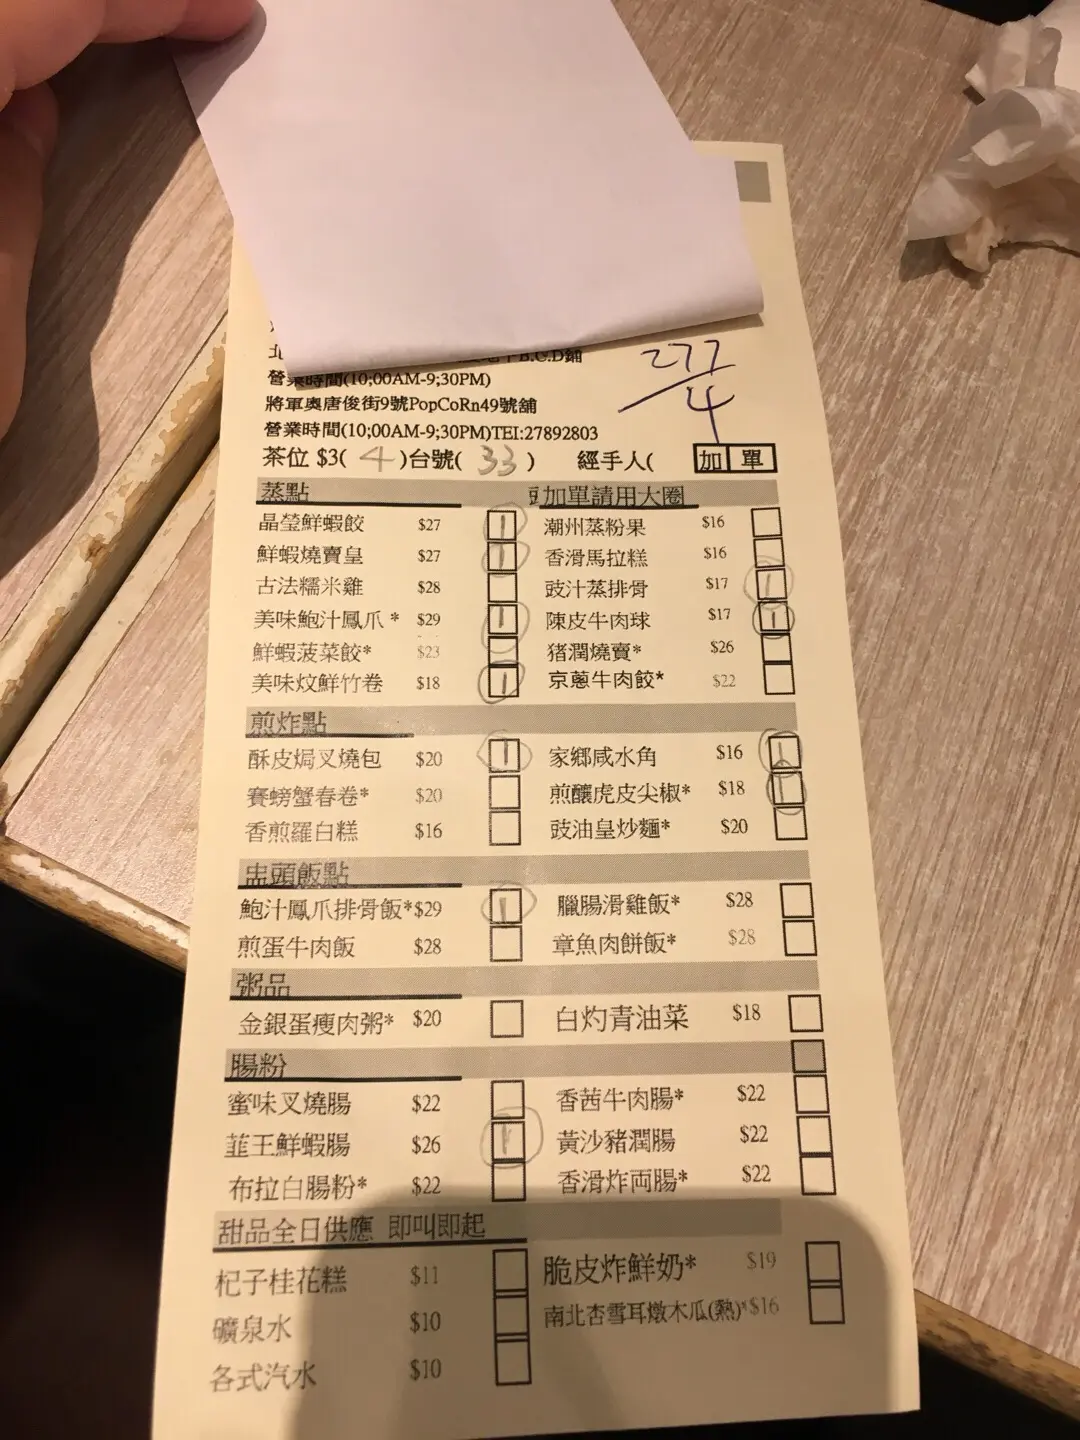 B.C.D鋪
營業時間(10;00AM-9;30PM)
277
/4
將軍奧唐俊街9號PopCoRn49號舖
營業時間(10;00AM-9;30PM)TEI:27892803
茶位 $3( 4 )台號( 33 ) 經手人( 加 單
蒸點 加單請用大圈
晶瑩鮮蝦餃 $27 1 潮州蒸粉果 $16
鮮蝦燒賣皇 $27 1 香滑馬拉糕 $16
古法糯米雞 $28 豉汁蒸排骨 $17 1
美味鮑汁鳳爪 * $29 1 陳皮牛肉球 $17 1
鮮蝦菠菜餃* $23 猪潤燒賣* $26
美味炆鮮竹卷 $18 1 京蔥牛肉餃* $22
煎炸點
酥皮焗叉燒包 $20 1 家鄉咸水角 $16 1
賽螃蟹春卷* $20 煎釀虎皮尖椒* $18 1
香煎羅白糕 $16 豉油皇炒麵* $20
盅頭飯點
鮑汁鳳爪排骨飯* $29 1 臘腸滑雞飯* $28
煎蛋牛肉飯 $28 章魚肉餅飯* $28
粥品
金銀蛋瘦肉粥* $20 白灼青油菜 $18
腸粉
蜜味叉燒腸 $22 香茜牛肉腸* $22
韮王鮮蝦腸 $26 1 黃沙豬潤腸 $22
布拉白腸粉* $22 香滑炸両腸* $22
甜品全日供應 即叫即起
杞子桂花糕 $11 脆皮炸鮮奶* $19
礦泉水 $10 南北杏雪耳燉木瓜(熱)* $16
各式汽水 $10